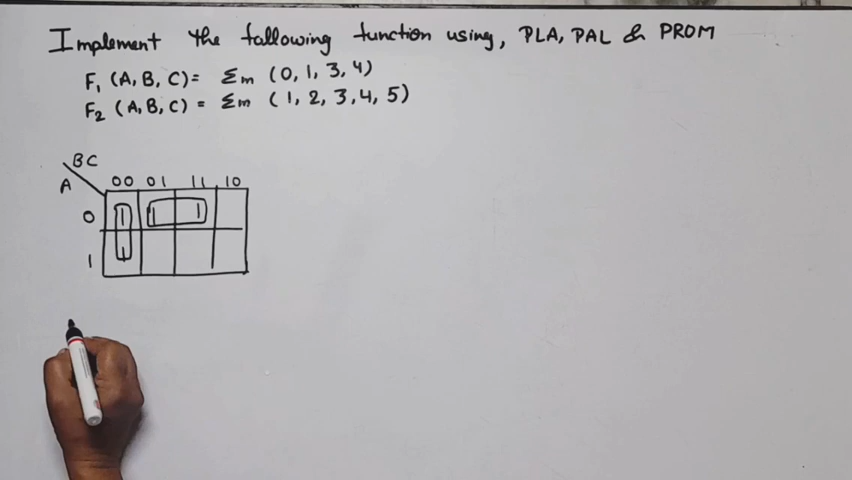 Implement the following function using, PLA, PAL & PROM
F₁ (A, B, C) = Σm (0, 1, 3, 4)
F₂ (A, B, C) = Σm (1, 2, 3, 4, 5)
BC
A 00 01 11 10
0 1 1 1
1 1